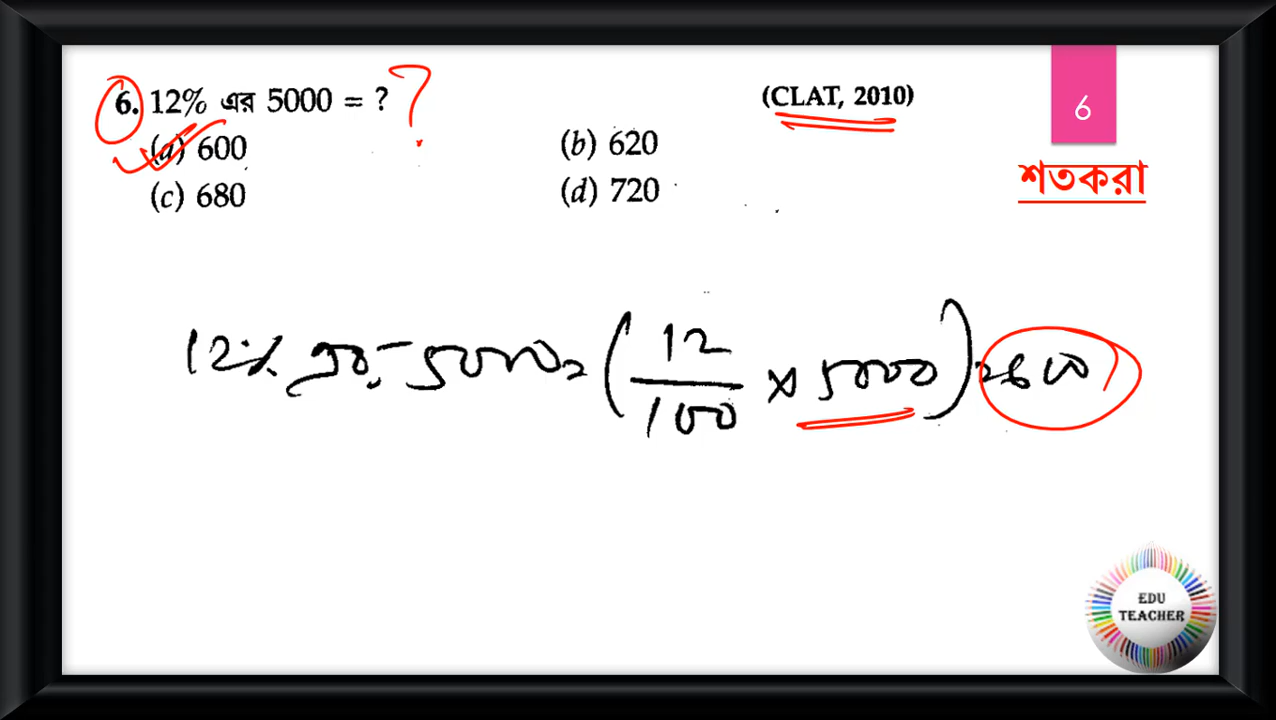 6. 12% এর 5000 = ? ?
(CLAT, 2010)
6
(a) 600
(b) 620
শতকরা
(c) 680
(d) 720
12% এর 5000 = (12/100 × 5000) = 600
EDU
TEACHER